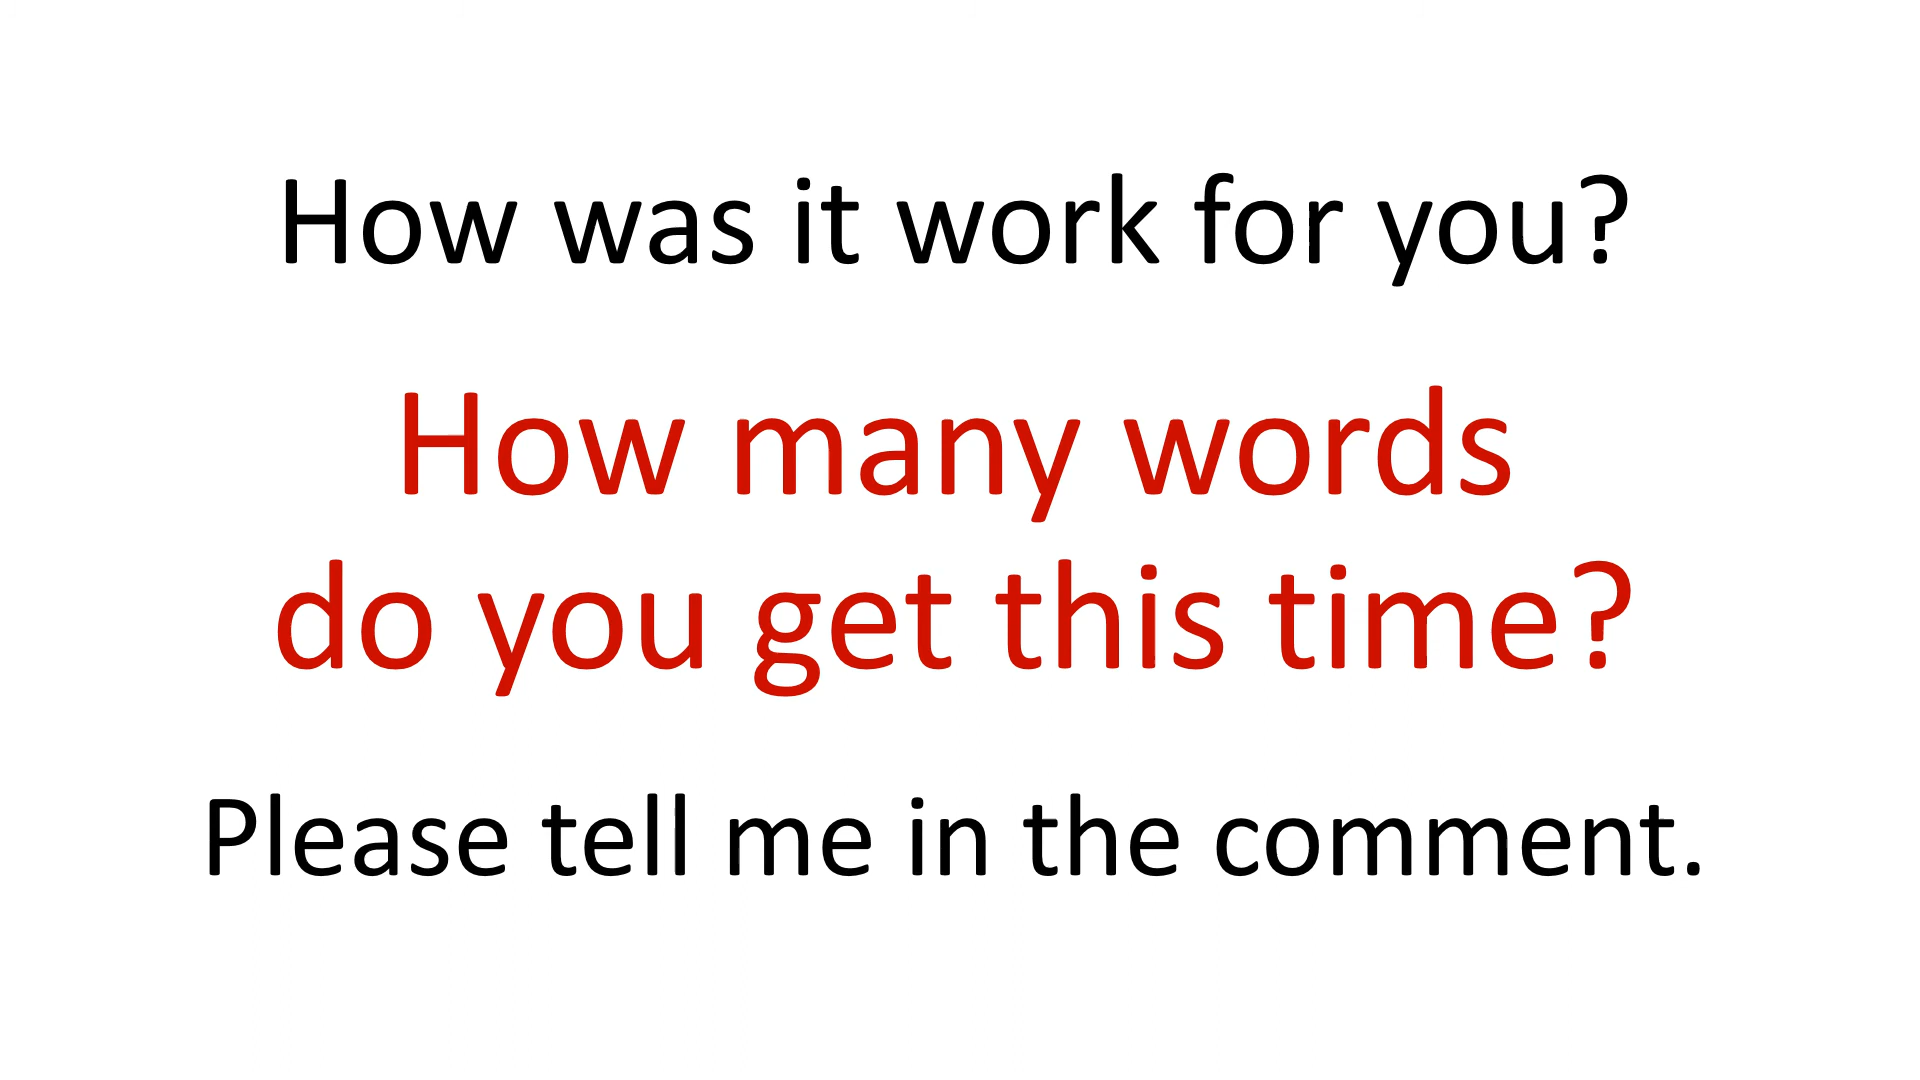 How was it work for you?
How many words
do you get this time?
Please tell me in the comment.